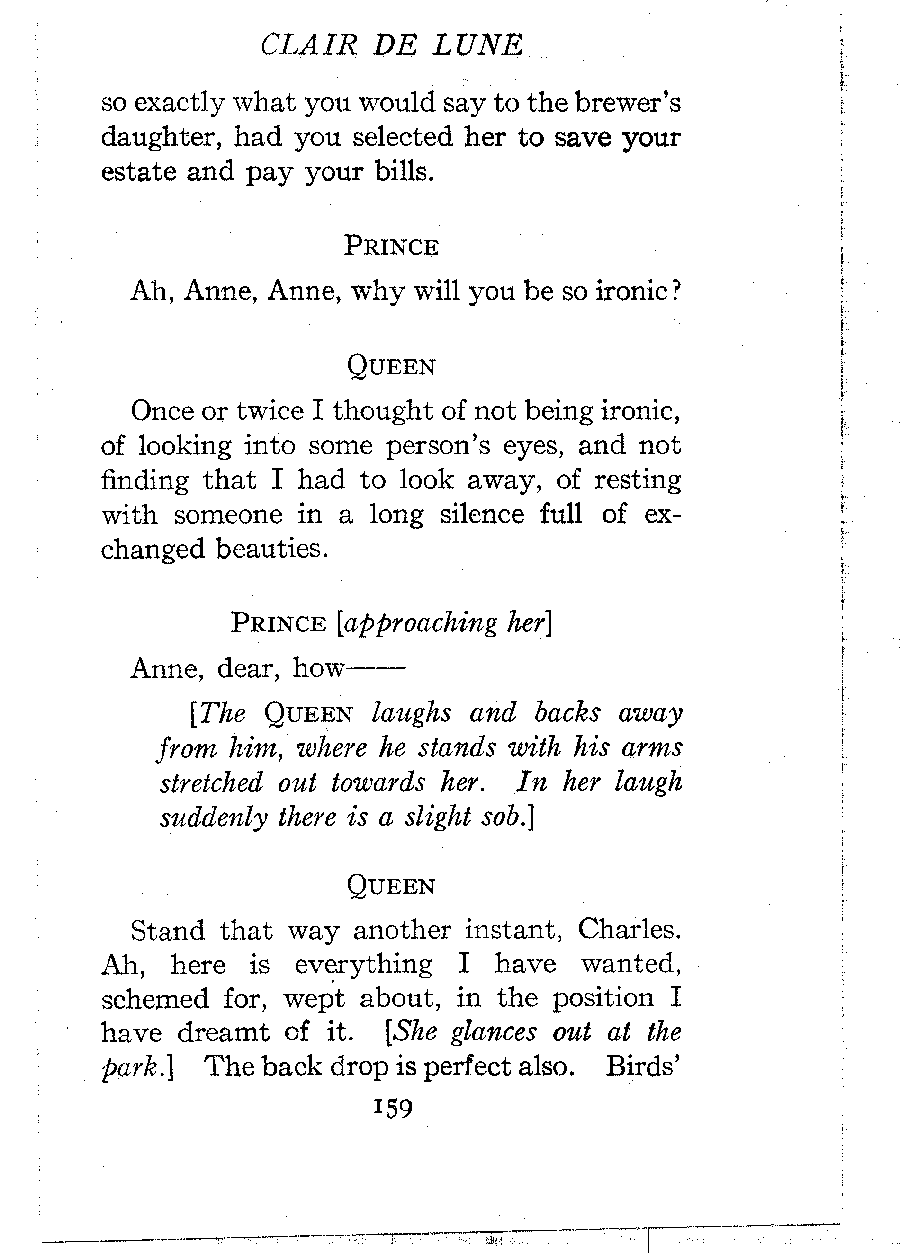 CLAIR DE LUNE
so exactly what you would say to the brewer's
daughter, had you selected her to save your
estate and pay your bills.
PRINCE
Ah, Anne, Anne, why will you be so ironic?
QUEEN
Once or twice I thought of not being ironic,
of looking into some person's eyes, and not
finding that I had to look away, of resting
with someone in a long silence full of ex-
changed beauties.
PRINCE [approaching her]
Anne, dear, how——
[The QUEEN laughs and backs away
from him, where he stands with his arms
stretched out towards her. In her laugh
suddenly there is a slight sob.]
QUEEN
Stand that way another instant, Charles.
Ah, here is everything I have wanted,
schemed for, wept about, in the position I
have dreamt of it. [She glances out at the
park.] The back drop is perfect also. Birds'
159